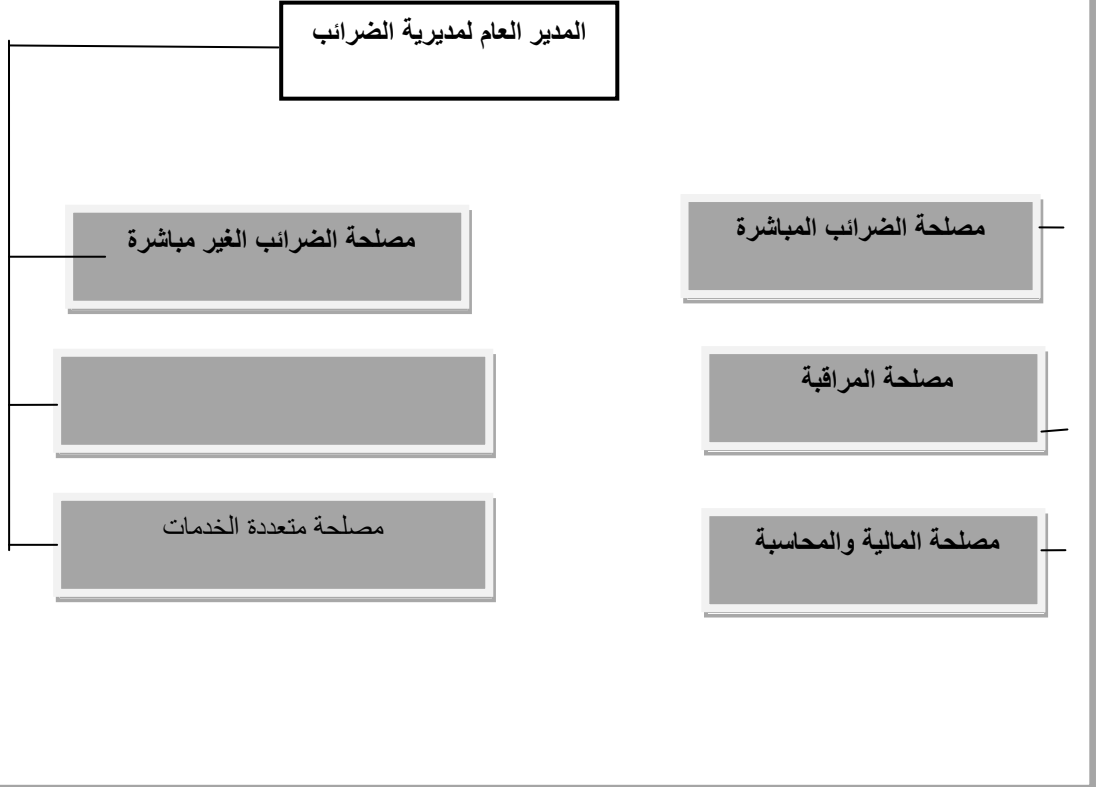 المدير العام لمديرية الضرائب
مصلحة الضرائب المباشرة
مصلحة الضرائب الغير مباشرة
مصلحة المراقبة
مصلحة المالية والمحاسبة
مصلحة متعددة الخدمات